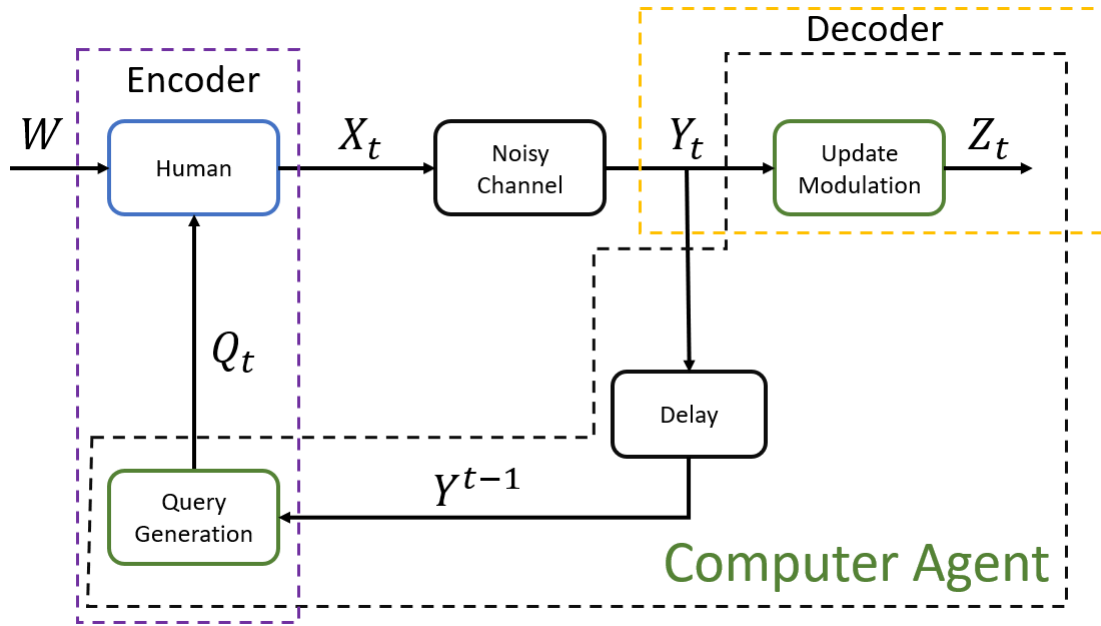 Decoder
Encoder
W
Human
X_t
Noisy
Channel
Y_t
Update
Modulation
Z_t
Q_t
Delay
Query
Generation
Y^{t-1}
Computer Agent